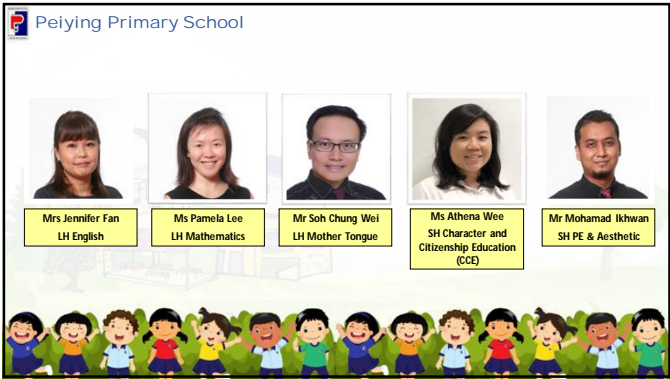 Peiying Primary School
Mrs Jennifer Fan
LH English
Ms Pamela Lee
LH Mathematics
Mr Soh Chung Wei
LH Mother Tongue
Ms Athena Wee
SH Character and
Citizenship Education
(CCE)
Mr Mohamad Ikhwan
SH PE & Aesthetic